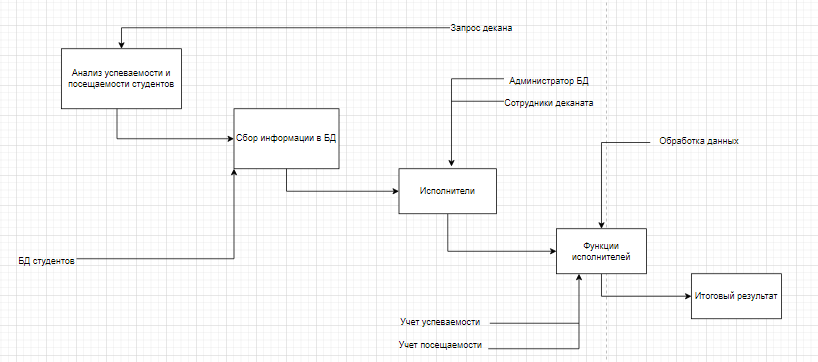 Запрос декана
Анализ успеваемости и
посещаемости студентов
Администратор БД
Сотрудники деканата
Сбор информации в БД
Обработка данных
Исполнители
Функции
исполнителей
БД студентов
Итоговый результат
Учет успеваемости
Учет посещаемости